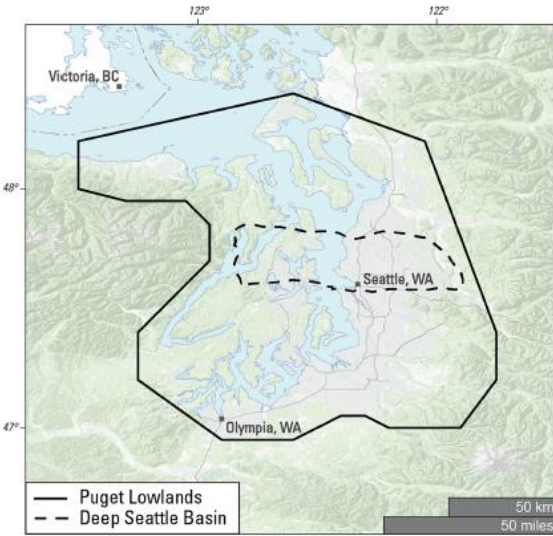 123° 122°
Victoria, BC
48°
Seattle, WA
47°
Olympia, WA
Puget Lowlands
Deep Seattle Basin
50 km
50 miles